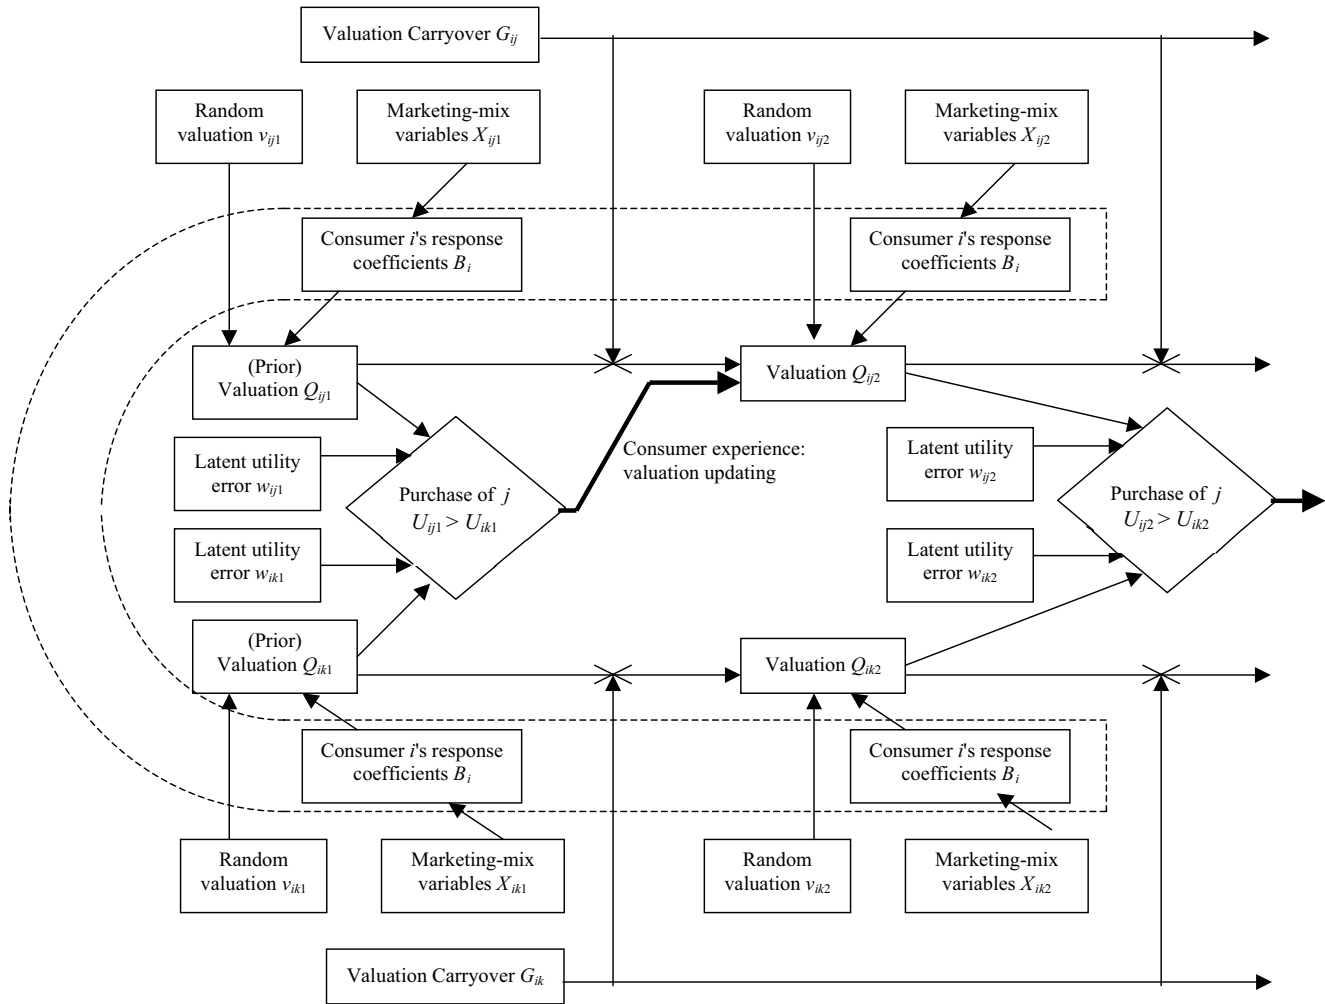 Valuation Carryover Gij
Random
valuation vij1
Marketing-mix
variables Xij1
Random
valuation vij2
Marketing-mix
variables Xij2
Consumer i's response
coefficients Bi
Consumer i's response
coefficients Bi
(Prior)
Valuation Qij1
Valuation Qij2
Latent utility
error wij1
Purchase of j
Uij1 > Uik1
Latent utility
error wik1
Consumer experience:
valuation updating
Latent utility
error wij2
Purchase of j
Uij2 > Uik2
Latent utility
error wik2
(Prior)
Valuation Qik1
Valuation Qik2
Consumer i's response
coefficients Bi
Consumer i's response
coefficients Bi
Random
valuation vik1
Marketing-mix
variables Xik1
Random
valuation vik2
Marketing-mix
variables Xik2
Valuation Carryover Gik